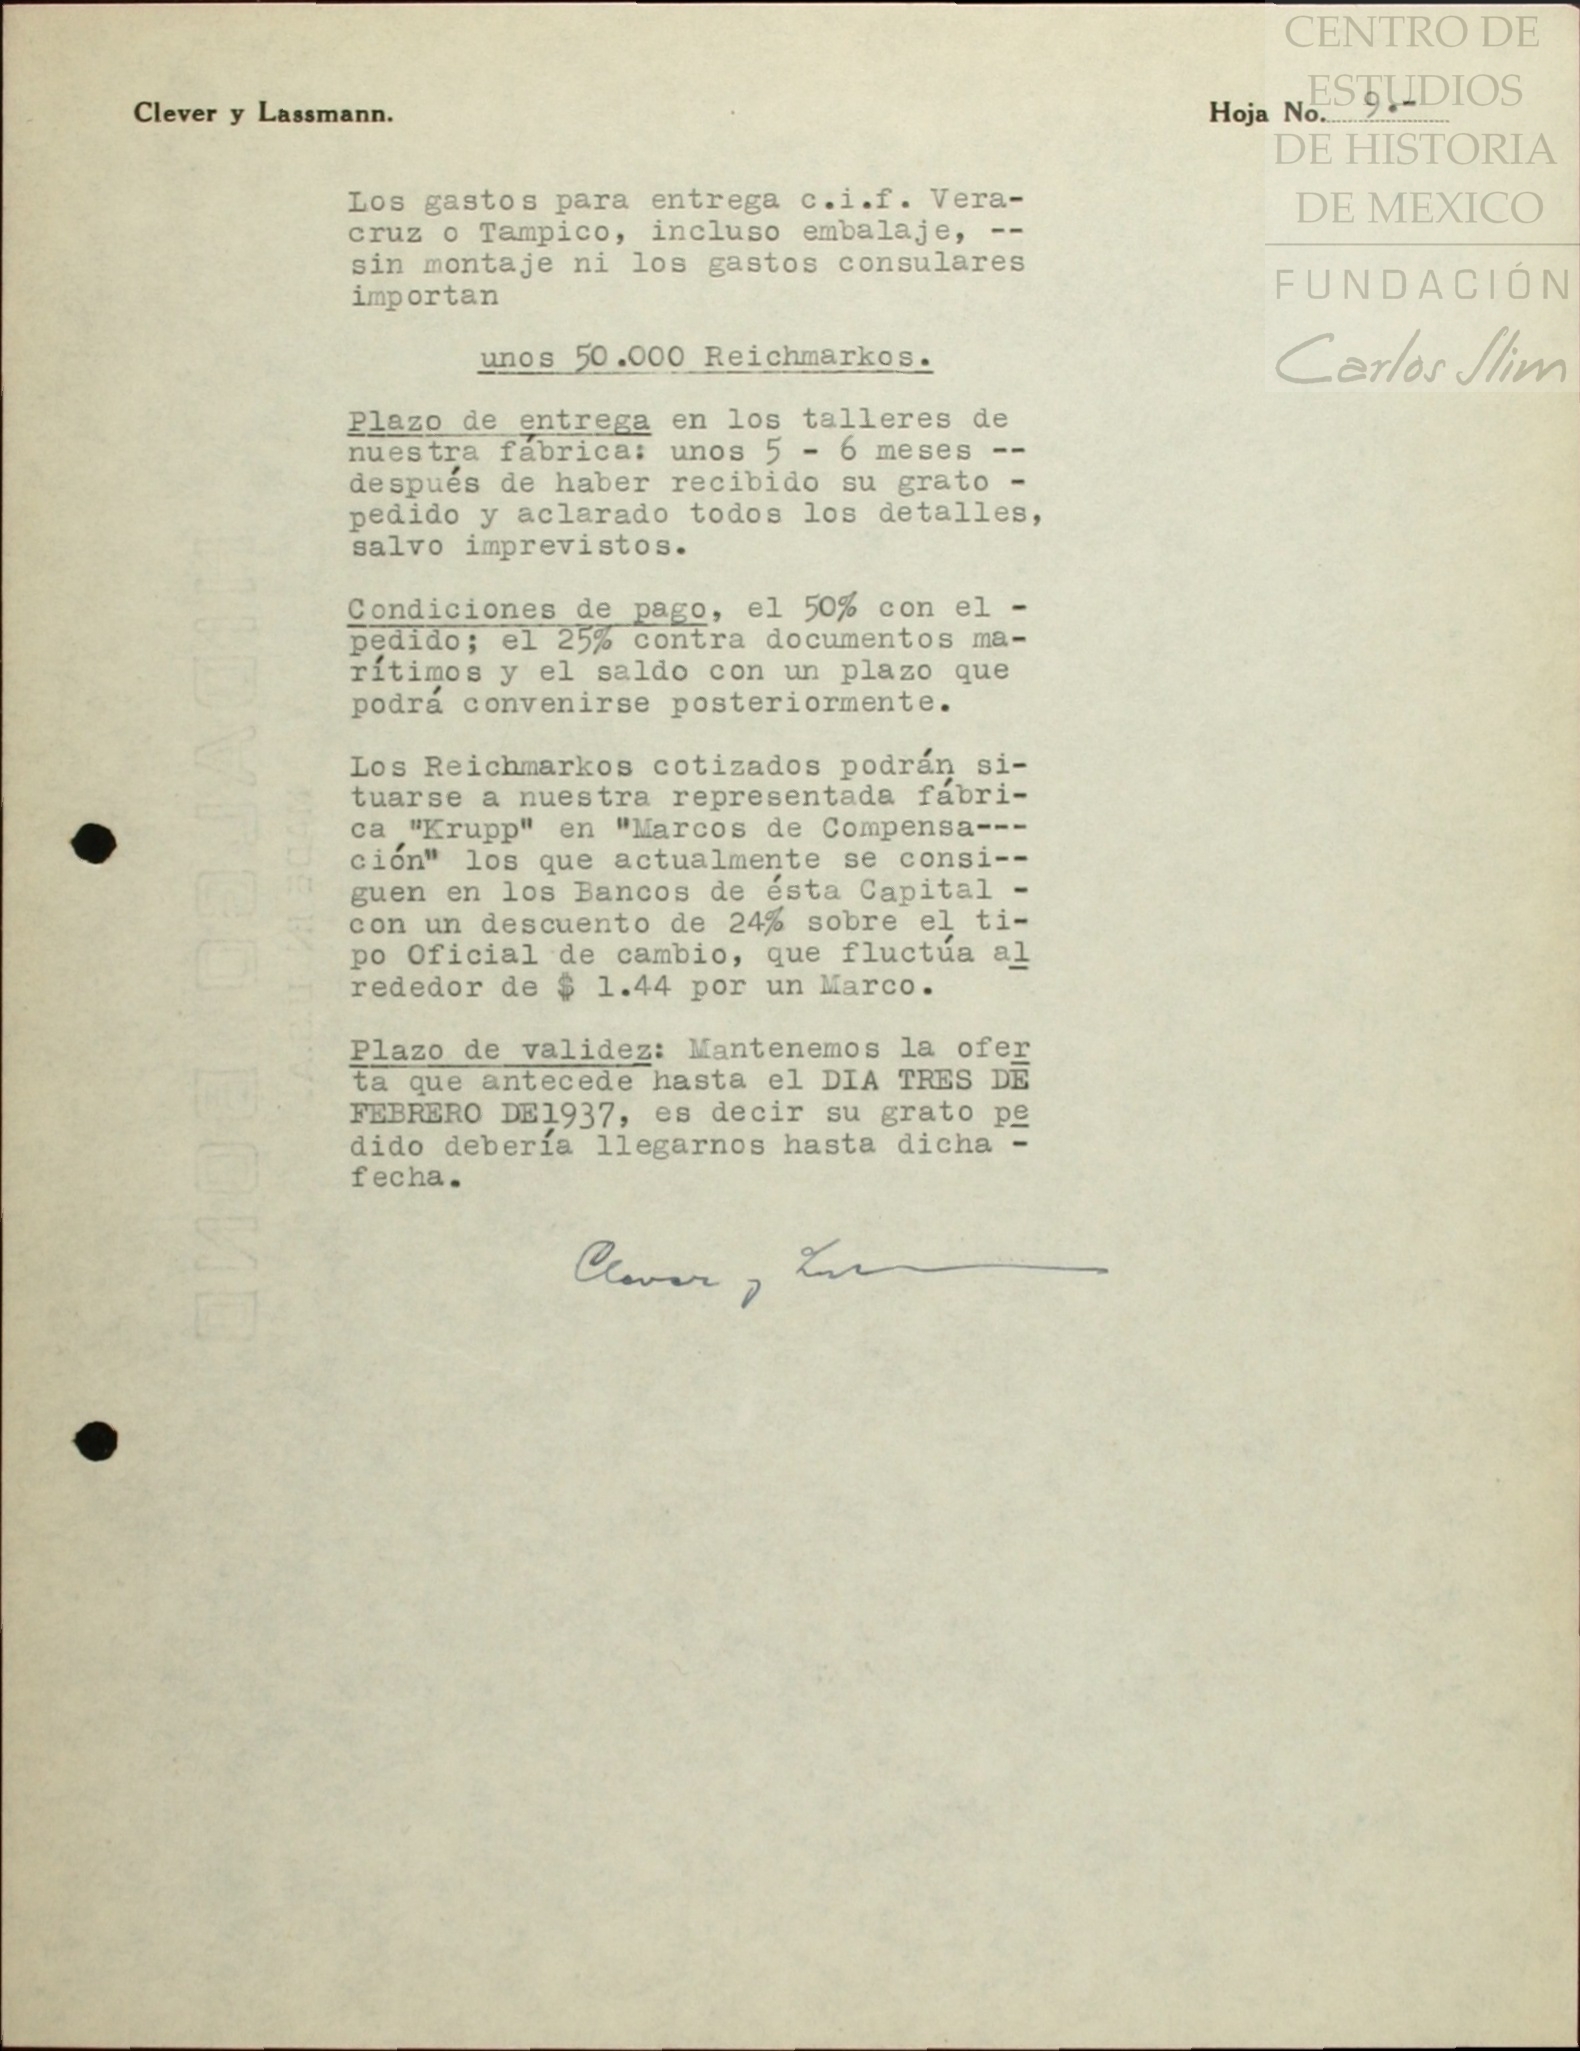 CENTRO DE
ESTUDIOS
DE HISTORIA
DE MEXICO
FUNDACIÓN
Carlos Slim
Clever y Lassmann.
Hoja No. 9.-
Los gastos para entrega c.i.f. Vera-
cruz o Tampico, incluso embalaje, --
sin montaje ni los gastos consulares
importan
unos 50.000 Reichmarkos.
Plazo de entrega en los talleres de
nuestra fábrica: unos 5 - 6 meses --
después de haber recibido su grato -
pedido y aclarado todos los detalles,
salvo imprevistos.
Condiciones de pago, el 50% con el -
pedido; el 25% contra documentos ma-
rítimos y el saldo con un plazo que
podrá convenirse posteriormente.
Los Reichmarkos cotizados podrán si-
tuarse a nuestra representada fábri-
ca "Krupp" en "Marcos de Compensa---
ción" los que actualmente se consi--
guen en los Bancos de ésta Capital -
con un descuento de 24% sobre el ti-
po Oficial de cambio, que fluctúa al
rededor de $ 1.44 por un Marco.
Plazo de validez: Mantenemos la ofer
ta que antecede hasta el DIA TRES DE
FEBRERO DE1937, es decir su grato pe
dido debería llegarnos hasta dicha -
fecha.
Clever y